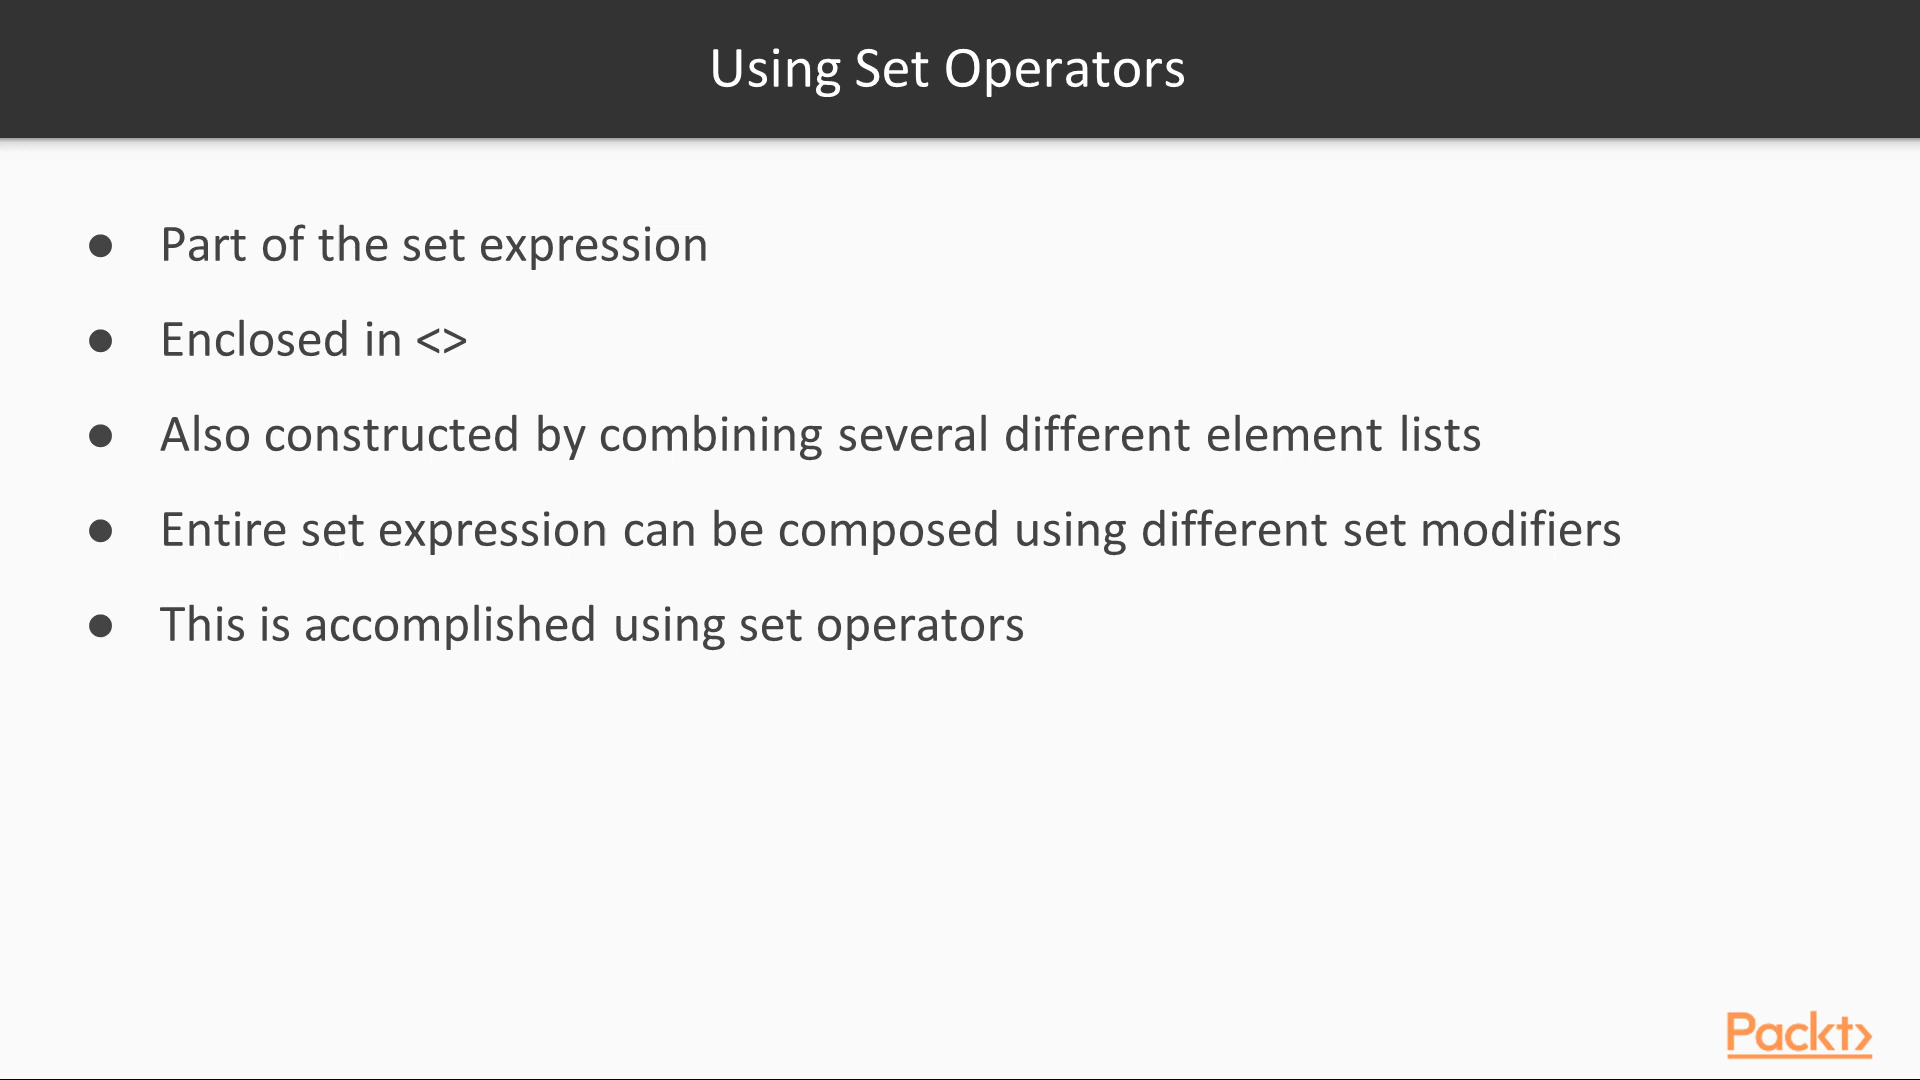 Using Set Operators
● Part of the set expression
● Enclosed in <>
● Also constructed by combining several different element lists
● Entire set expression can be composed using different set modifiers
● This is accomplished using set operators
Packt>